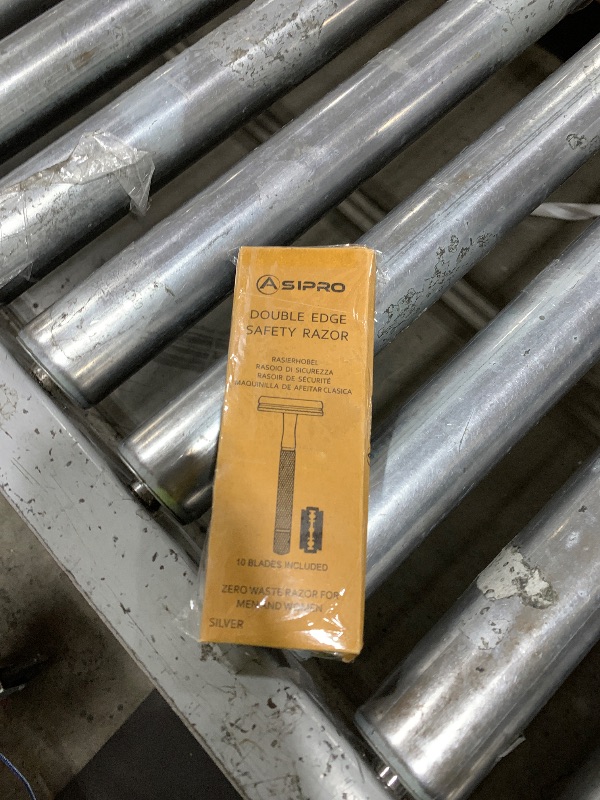 ASIPRO
DOUBLE EDGE
SAFETY RAZOR
RASIERHOBEL
RASOIO DI SICUREZZA
RASOIR DE SÉCURITÉ
MAQUINILLA DE AFEITAR CLASICA
10 BLADES INCLUDED
ZERO WASTE RAZOR FOR
MEN AND WOMEN
SILVER